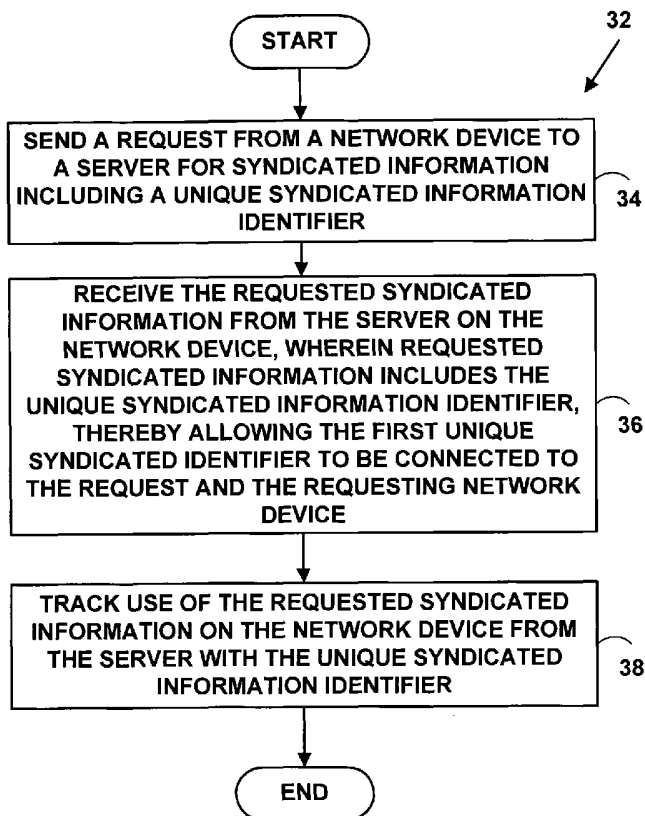 START
32
SEND A REQUEST FROM A NETWORK DEVICE TO
A SERVER FOR SYNDICATED INFORMATION
INCLUDING A UNIQUE SYNDICATED INFORMATION
IDENTIFIER
34
RECEIVE THE REQUESTED SYNDICATED
INFORMATION FROM THE SERVER ON THE
NETWORK DEVICE, WHEREIN REQUESTED
SYNDICATED INFORMATION INCLUDES THE
UNIQUE SYNDICATED INFORMATION IDENTIFIER,
THEREBY ALLOWING THE FIRST UNIQUE
SYNDICATED IDENTIFIER TO BE CONNECTED TO
THE REQUEST AND THE REQUESTING NETWORK
DEVICE
36
TRACK USE OF THE REQUESTED SYNDICATED
INFORMATION ON THE NETWORK DEVICE FROM
THE SERVER WITH THE UNIQUE SYNDICATED
INFORMATION IDENTIFIER
38
END